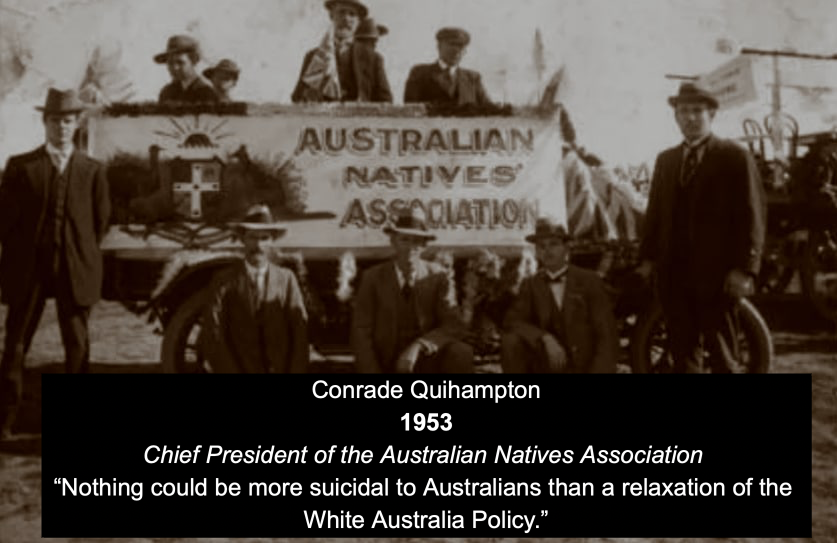 AUSTRALIAN
NATIVES'
ASSOCIATION
Conrade Quihampton
1953
Chief President of the Australian Natives Association
“Nothing could be more suicidal to Australians than a relaxation of the
White Australia Policy.”